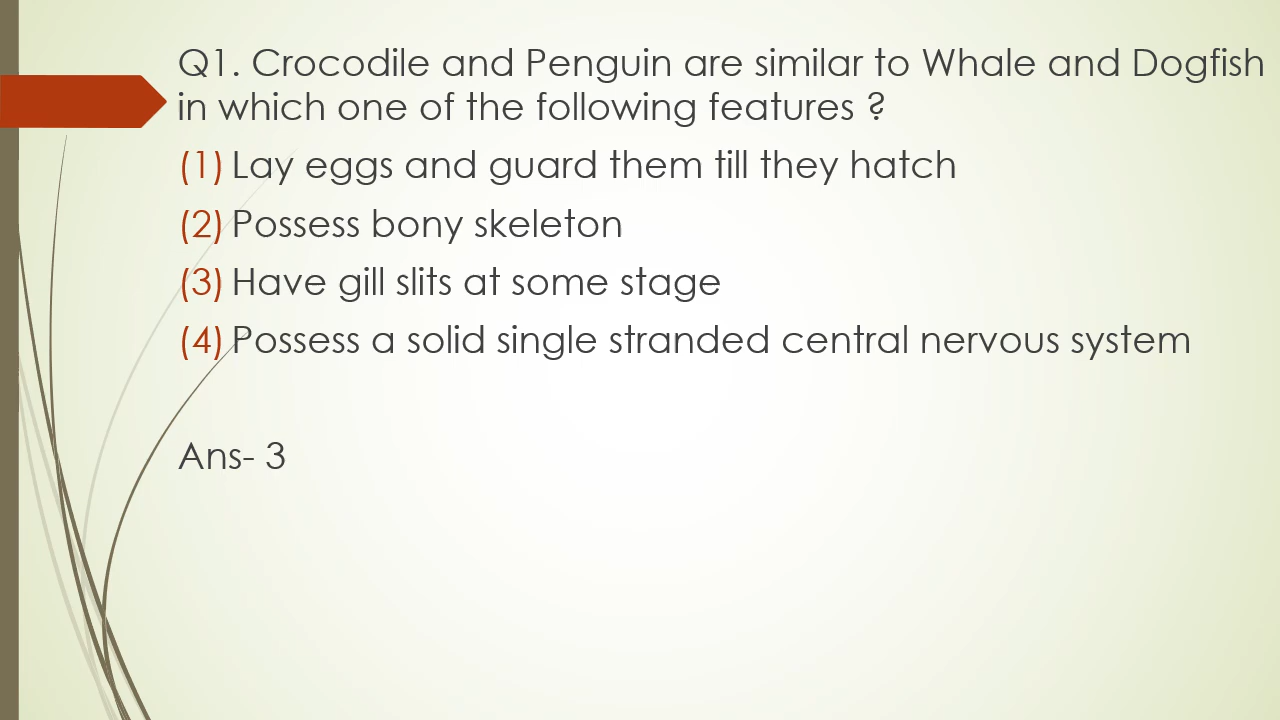 Q1. Crocodile and Penguin are similar to Whale and Dogfish
in which one of the following features ?
(1) Lay eggs and guard them till they hatch
(2) Possess bony skeleton
(3) Have gill slits at some stage
(4) Possess a solid single stranded central nervous system
Ans- 3